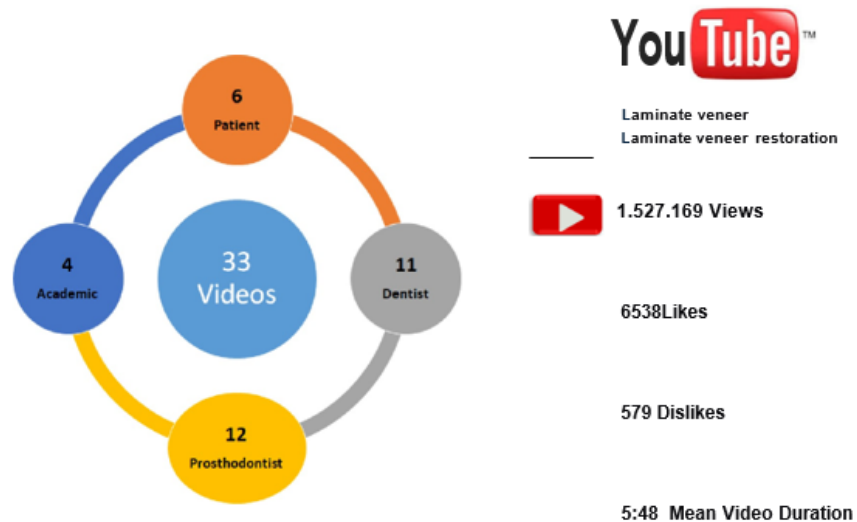 6
Patient
4
Academic
33
Videos
11
Dentist
12
Prosthodontist
YouTube™
Laminate veneer
Laminate veneer restoration
1.527.169 Views
6538Likes
579 Dislikes
5:48 Mean Video Duration